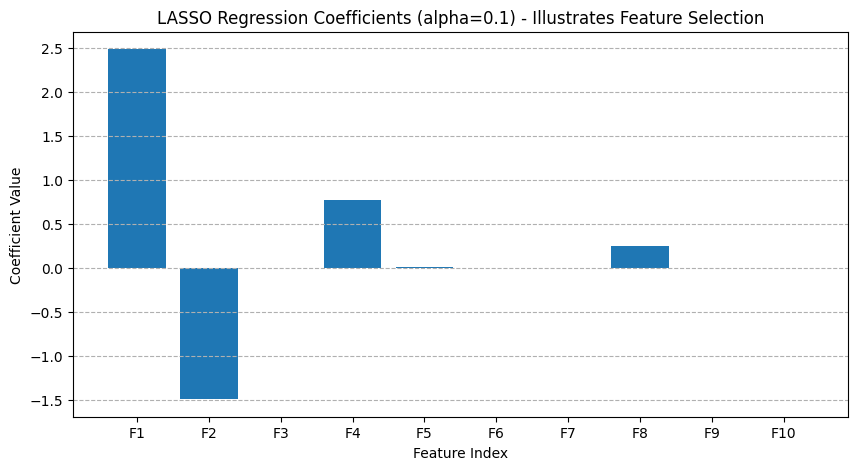 LASSO Regression Coefficients (alpha=0.1) - Illustrates Feature Selection
Coefficient Value
2.5
2.0
1.5
1.0
0.5
0.0
−0.5
−1.0
−1.5
F1 F2 F3 F4 F5 F6 F7 F8 F9 F10
Feature Index